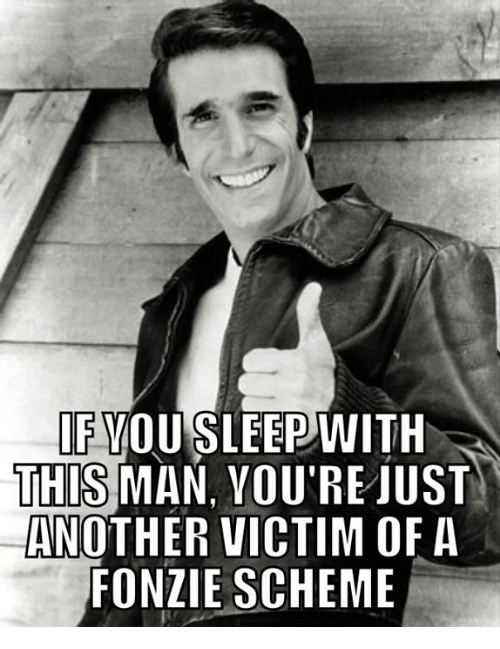 IF YOU SLEEP WITH
THIS MAN, YOU'RE JUST
ANOTHER VICTIM OF A
FONZIE SCHEME